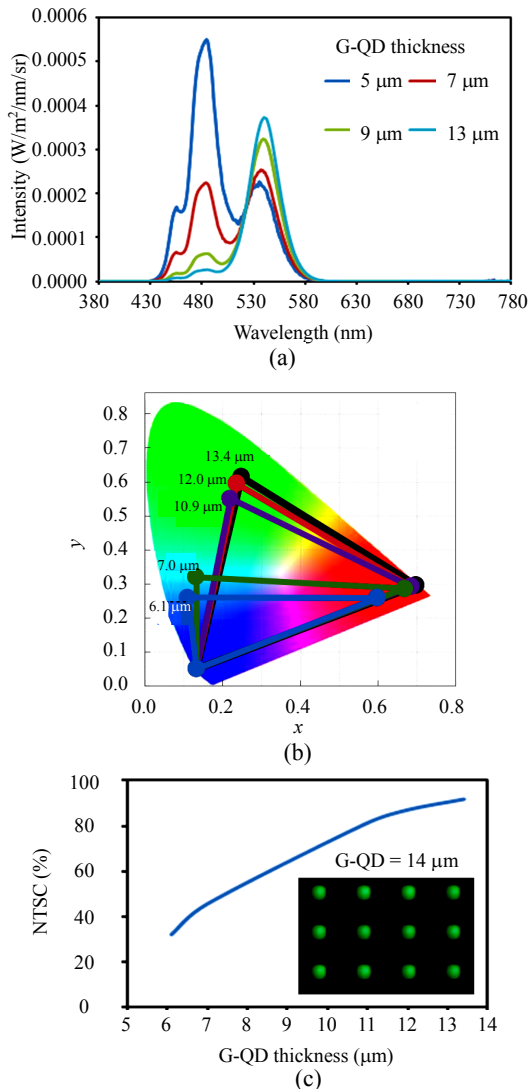 0.0006
0.0005
0.0004
0.0003
0.0002
0.0001
0.0000
Intensity (W/m²/nm/sr)
G-QD thickness
5 μm 7 μm
9 μm 13 μm
380 430 480 530 580 630 680 730 780
Wavelength (nm)
(a)
0.8
0.7
0.6
0.5
0.4
0.3
0.2
0.1
0.0
y
13.4 μm
12.0 μm
10.9 μm
7.0 μm
6.1 μm
0.0 0.2 0.4 0.6 0.8
x
(b)
100
80
60
40
20
0
NTSC (%)
G-QD = 14 μm
5 6 7 8 9 10 11 12 13 14
G-QD thickness (μm)
(c)